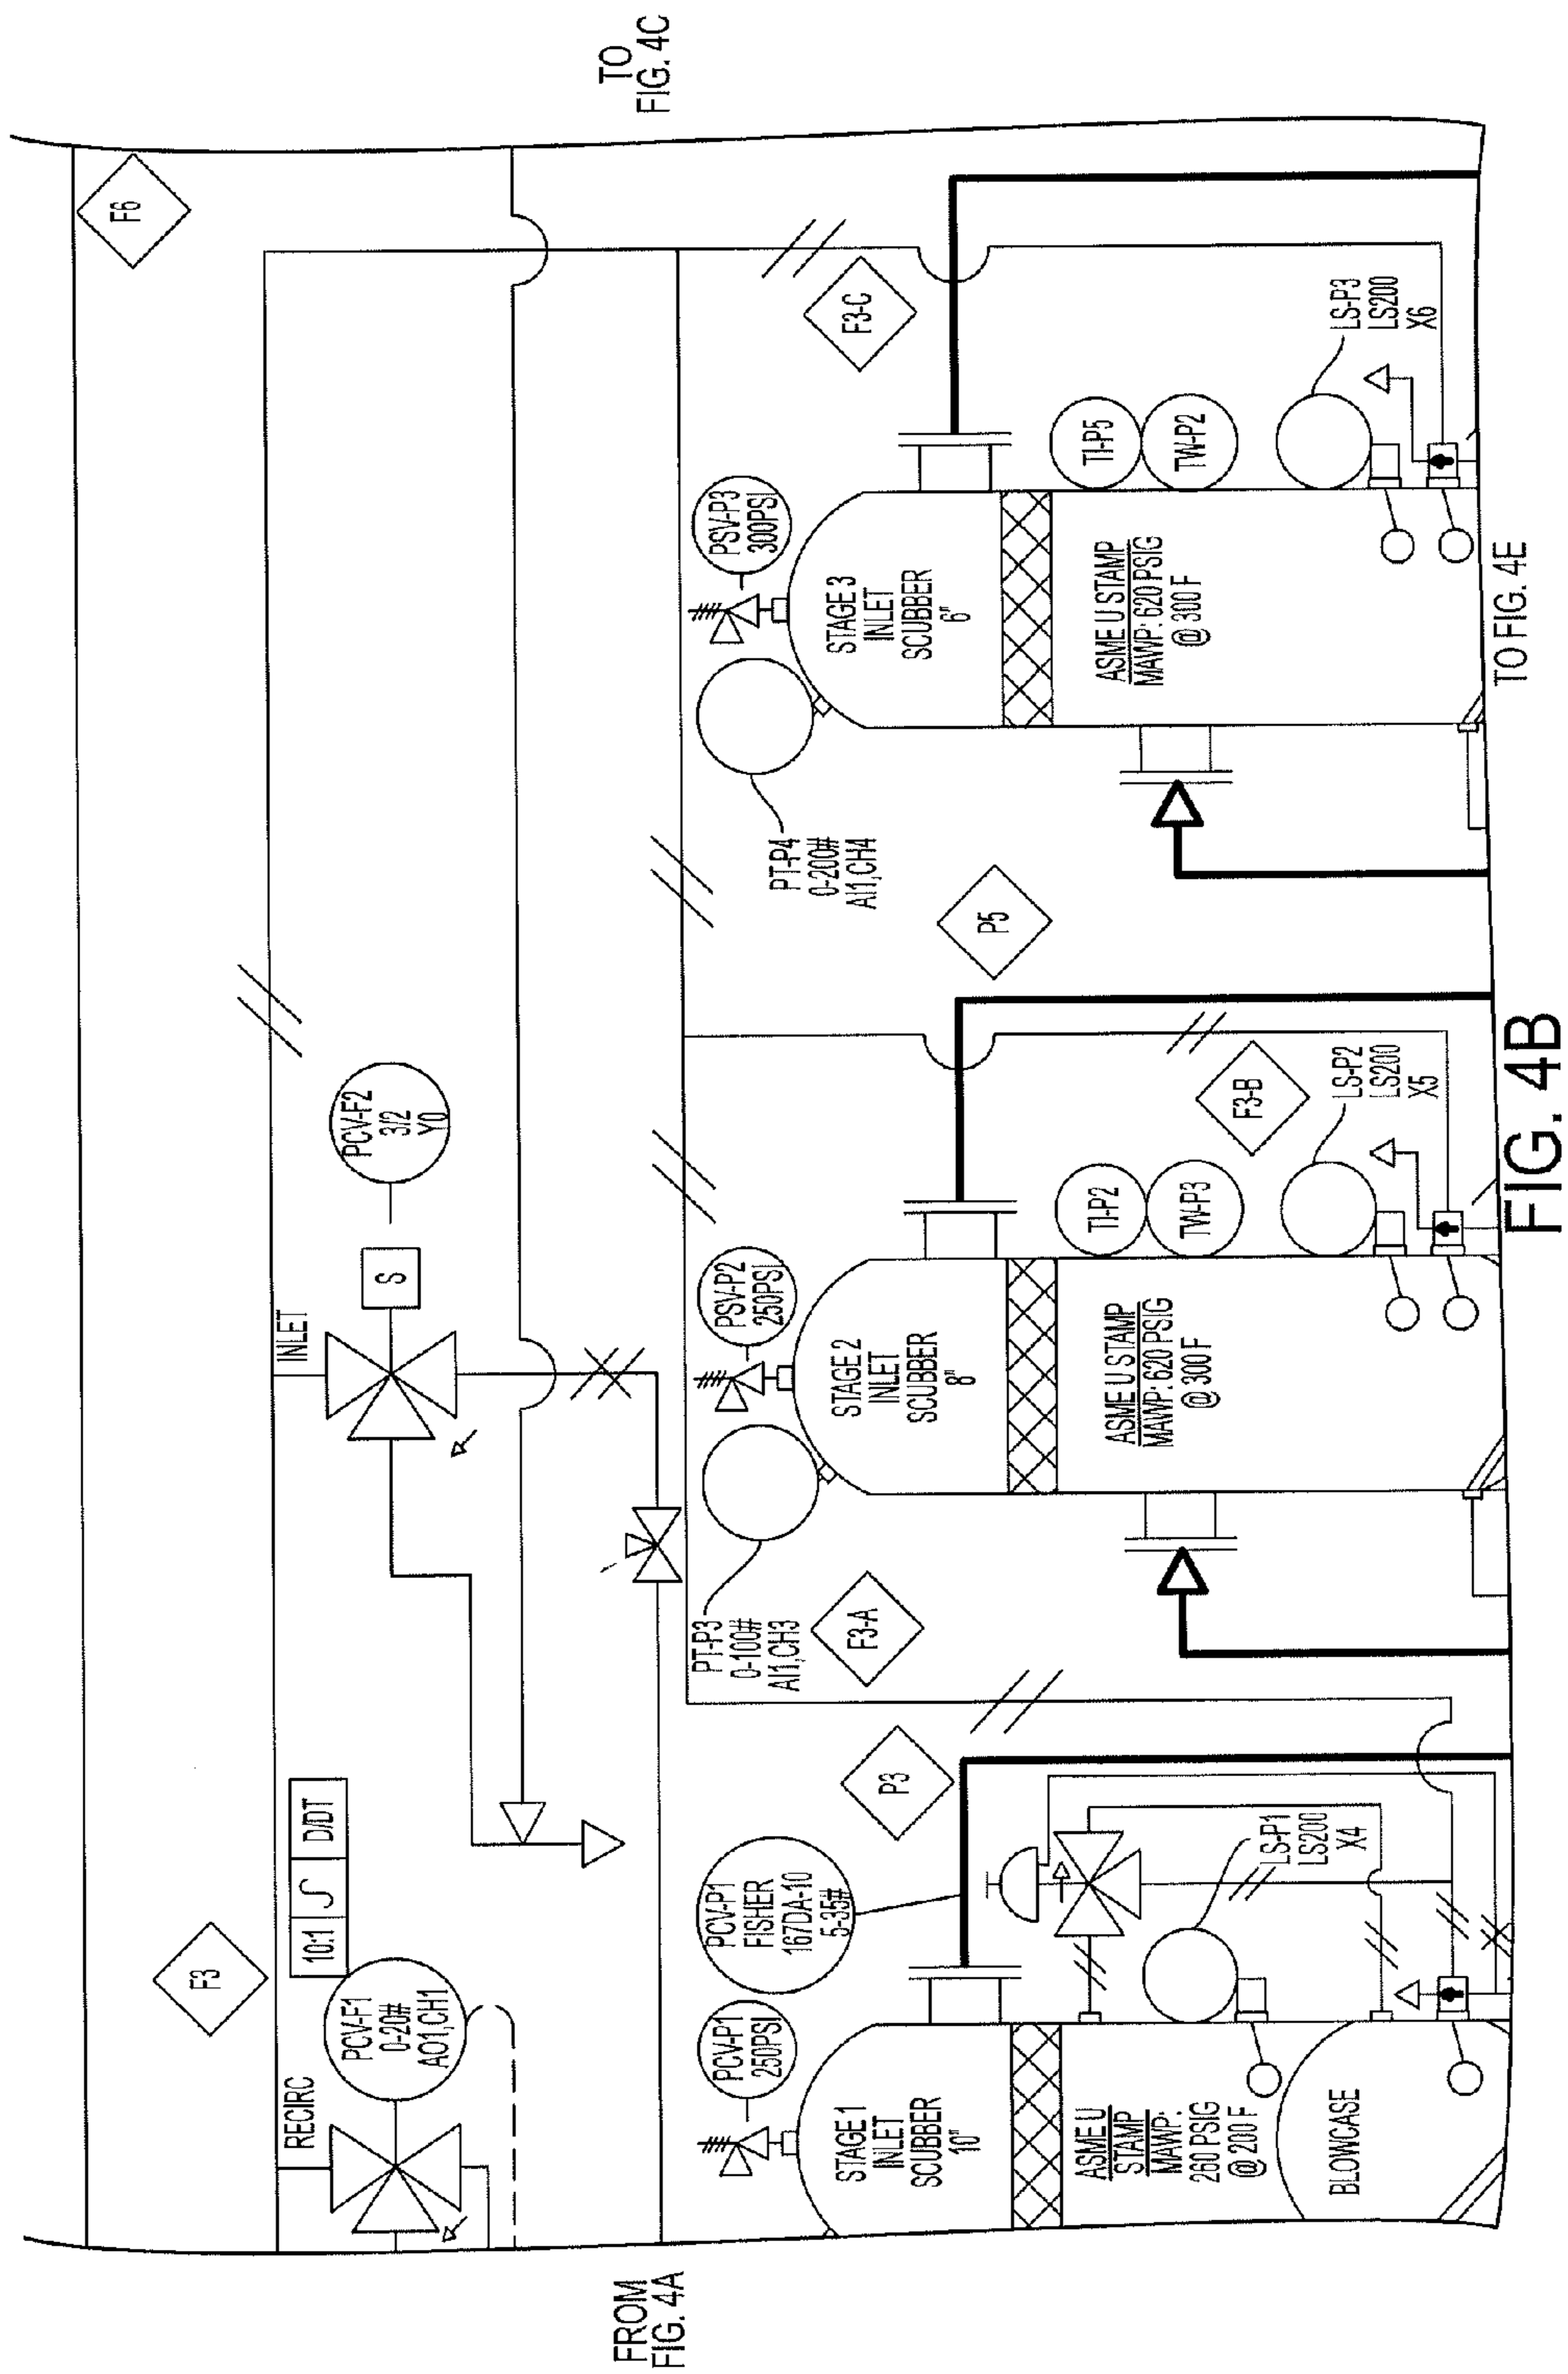 FROM
FIG. 4A
TO
FIG. 4C
F6
F3
RECIRC
PCV-F1
0-20#
AO1,CH1
10:1
D/DT
INLET
S
PCV-F2
3/2
Y0
PCV-P1
250PSI
STAGE 1
INLET
SCUBBER
10"
ASME U
STAMP
MAWP:
260 PSIG
@ 200 F
BLOWCASE
PCV-P1
FISHER
167DA-10
5-35#
P3
LS-P1
LS200
X4
F3-A
PT-P3
0-100#
AI1,CH3
PSV-P2
250PSI
STAGE 2
INLET
SCUBBER
8"
ASME U STAMP
MAWP: 620 PSIG
@ 300 F
TI-P2
TW-P3
F3-B
LS-P2
LS200
X5
P5
PT-P4
0-200#
AI1,CH4
PSV-P3
300PSI
STAGE 3
INLET
SCUBBER
6"
ASME U STAMP
MAWP: 620 PSIG
@ 300 F
TI-P5
TW-P2
F3-C
LS-P3
LS200
X6
TO FIG. 4E
FIG. 4B